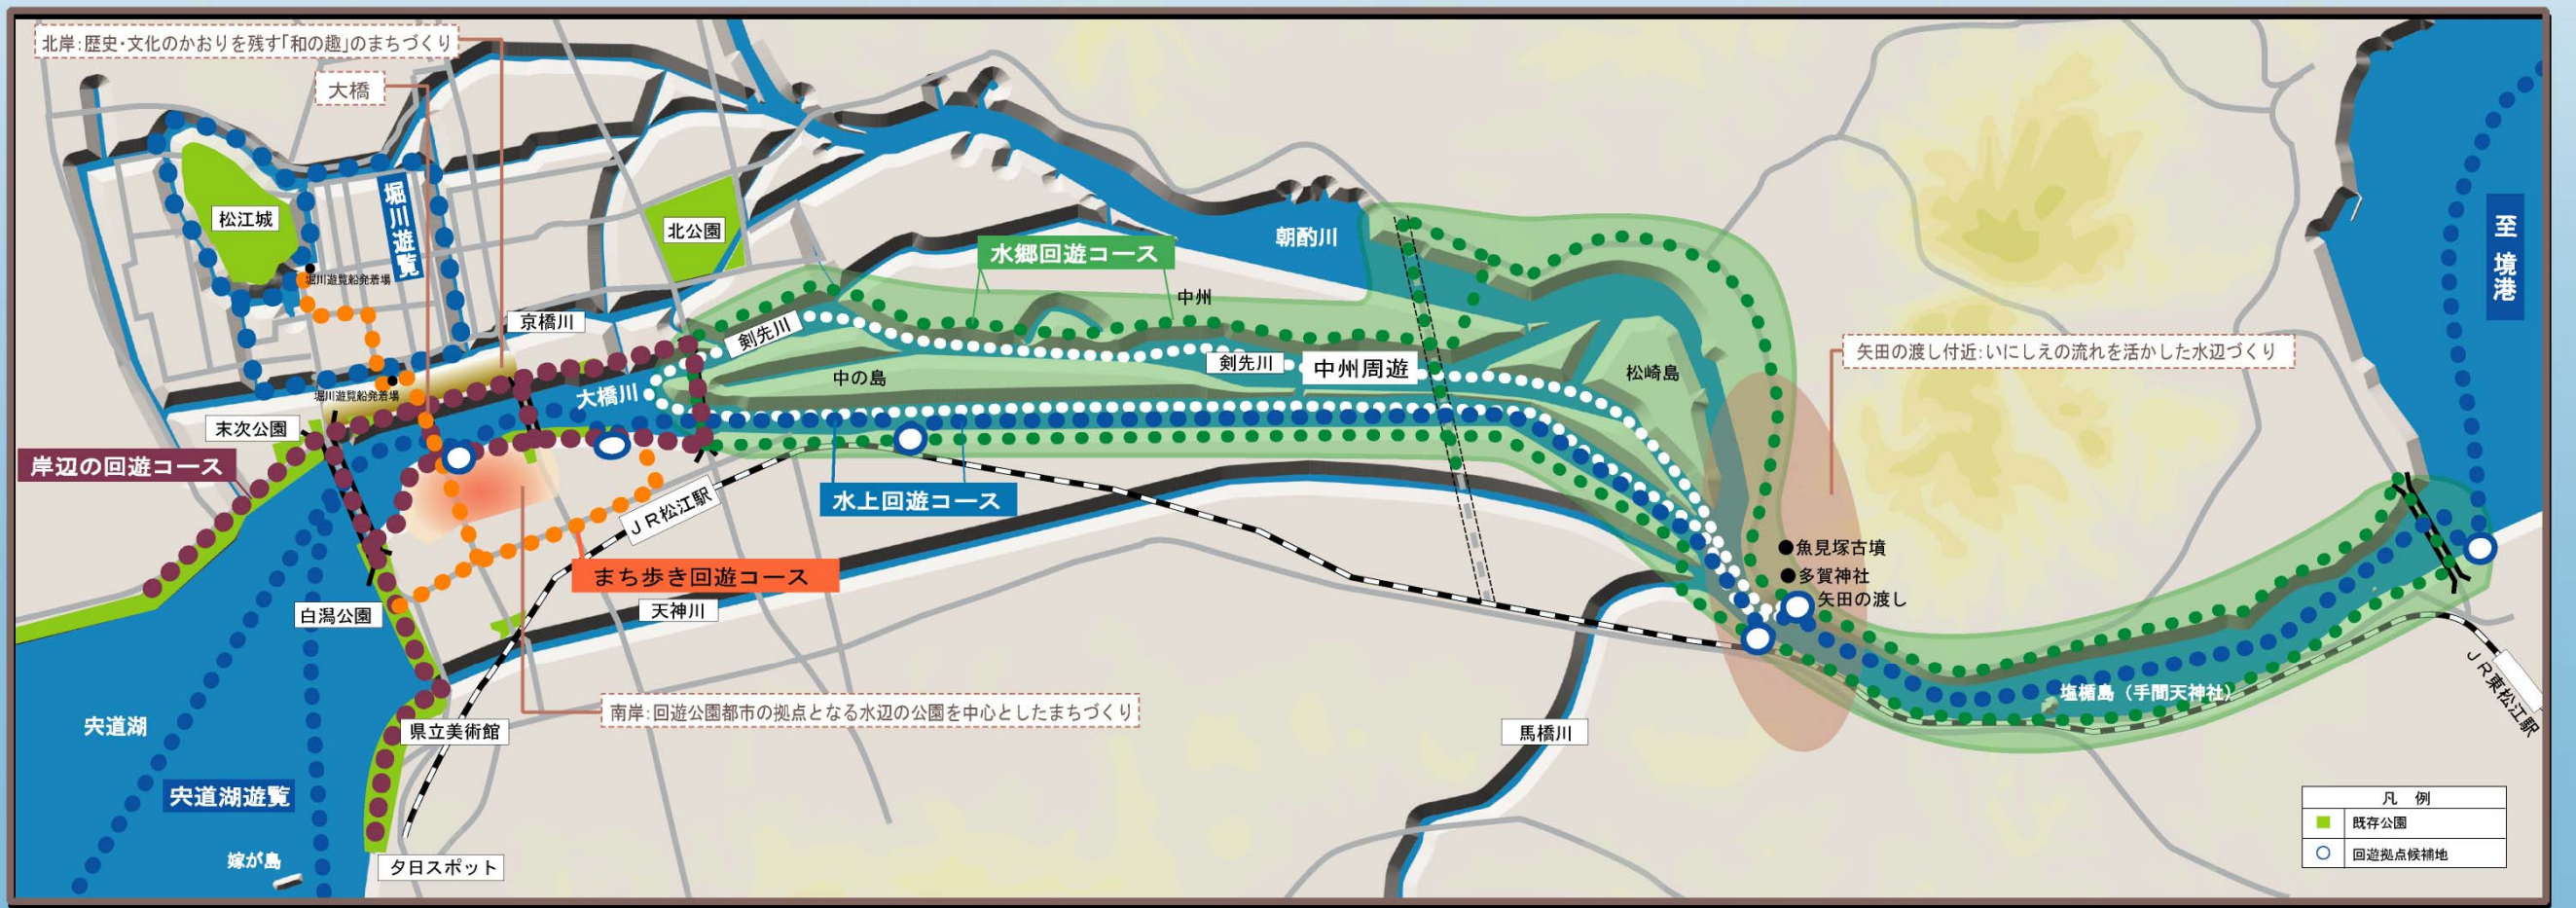 北岸：歴史・文化のかおりを残す「和の趣」のまちづくり
大橋
松江城
堀川遊覧
堀川遊覧船発着場
北公園
京橋川
堀川遊覧船発着場
末次公園
岸辺の回遊コース
大橋川
剣先川
水郷回遊コース
中州
朝酌川
中の島
剣先川
中州周遊
松崎島
矢田の渡し付近：いにしえの流れを活かした水辺づくり
至 境港
水上回遊コース
JR松江駅
まち歩き回遊コース
天神川
白潟公園
魚見塚古墳
多賀神社
矢田の渡し
塩楯島（手間天神社）
JR東松江駅
南岸：回遊公園都市の拠点となる水辺の公園を中心としたまちづくり
県立美術館
馬橋川
宍道湖
宍道湖遊覧
嫁が島
夕日スポット
凡 例
既存公園
回遊拠点候補地